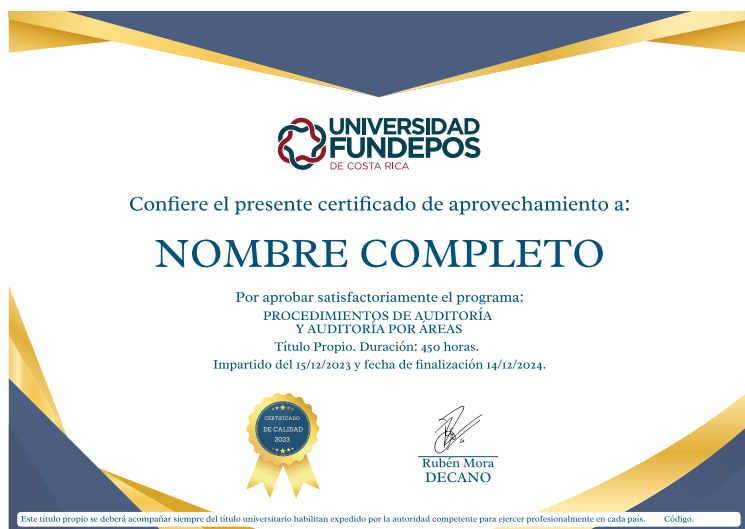 UNIVERSIDAD
FUNDEPOS
DE COSTA RICA
Confiere el presente certificado de aprovechamiento a:
NOMBRE COMPLETO
Por aprobar satisfactoriamente el programa:
PROCEDIMIENTOS DE AUDITORÍA
Y AUDITORÍA POR ÁREAS
Título Propio. Duración: 450 horas.
Impartido del 15/12/2023 y fecha de finalización 14/12/2024.
CERTIFICADO
DE CALIDAD
2023
Rubén Mora
DECANO
Este título propio se deberá acompañar siempre del título universitario habilitan expedido por la autoridad competente para ejercer profesionalmente en cada país. Código.